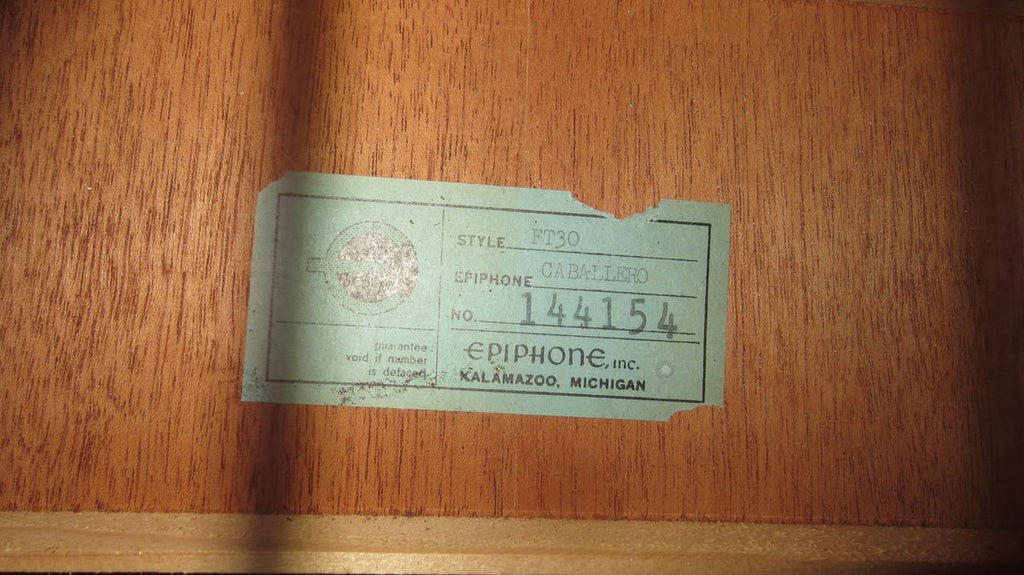 STYLE FT30
EPIPHONE CABALLERO
NO. 144154
guarantee
void if number
is defaced
EPIPHONE, INC.
KALAMAZOO, MICHIGAN